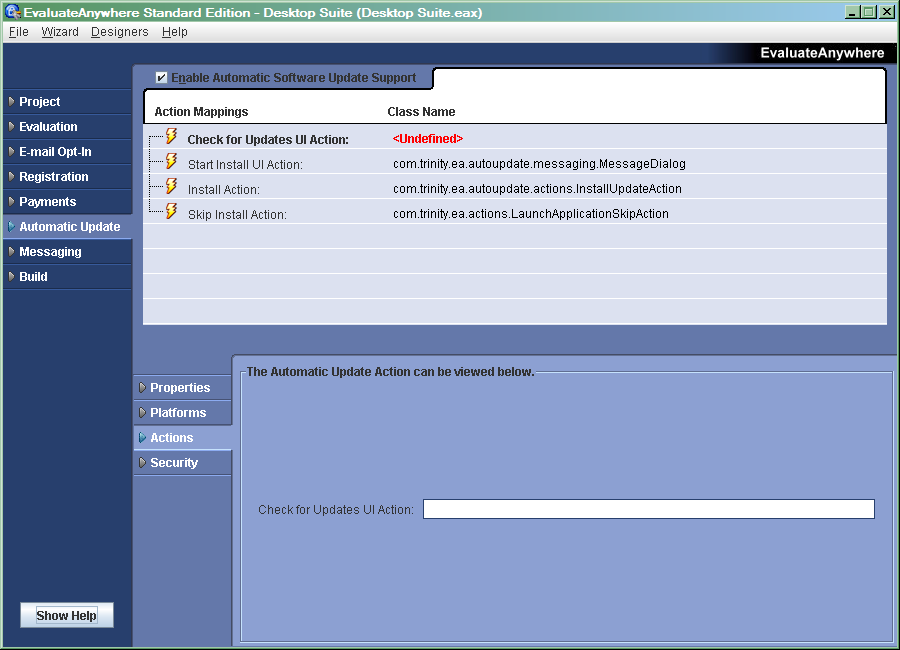 EvaluateAnywhere Standard Edition - Desktop Suite (Desktop Suite.eax)
File Wizard Designers Help
EvaluateAnywhere
Enable Automatic Software Update Support
Action Mappings Class Name
Check for Updates UI Action: <Undefined>
Start Install UI Action: com.trinity.ea.autoupdate.messaging.MessageDialog
Install Action: com.trinity.ea.autoupdate.actions.InstallUpdateAction
Skip Install Action: com.trinity.ea.actions.LaunchApplicationSkipAction
Project
Evaluation
E-mail Opt-In
Registration
Payments
Automatic Update
Messaging
Build
Properties
Platforms
Actions
Security
The Automatic Update Action can be viewed below.
Check for Updates UI Action:
Show Help